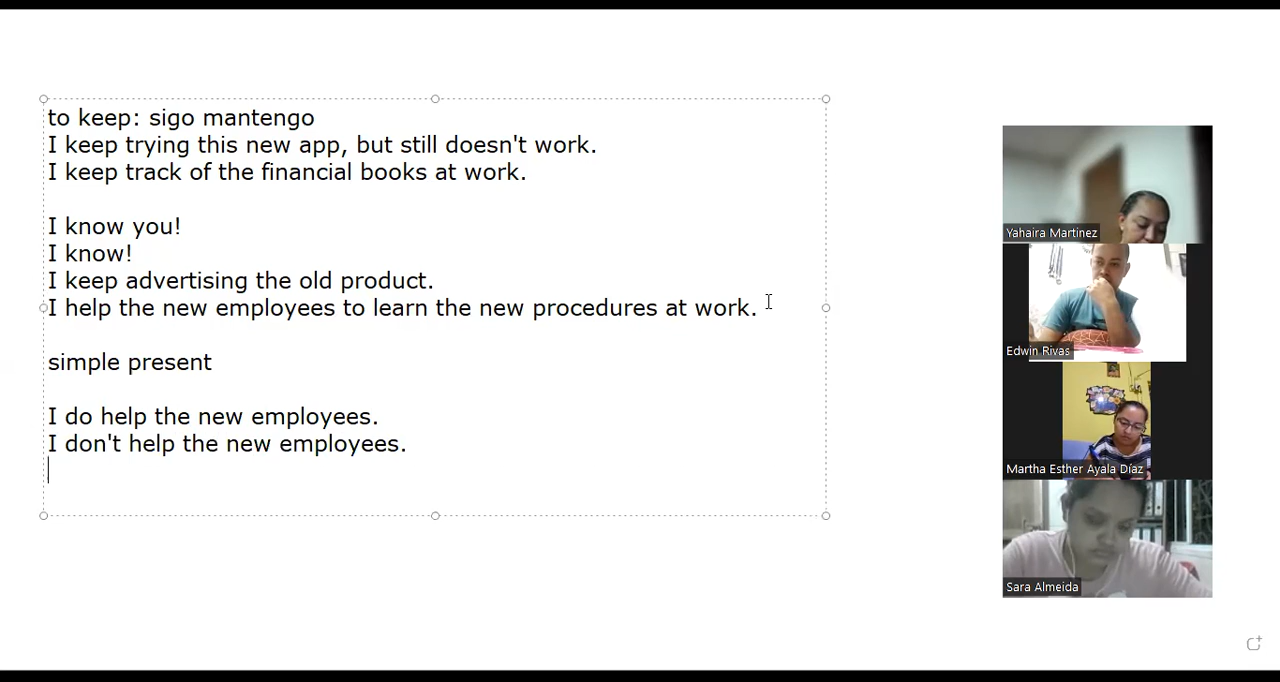 to keep: sigo mantengo
I keep trying this new app, but still doesn't work.
I keep track of the financial books at work.
I know you!
I know!
I keep advertising the old product.
I help the new employees to learn the new procedures at work.
simple present
I do help the new employees.
I don't help the new employees.
Yahaira Martinez
Edwin Rivas
Martha Esther Ayala Díaz
Sara Almeida